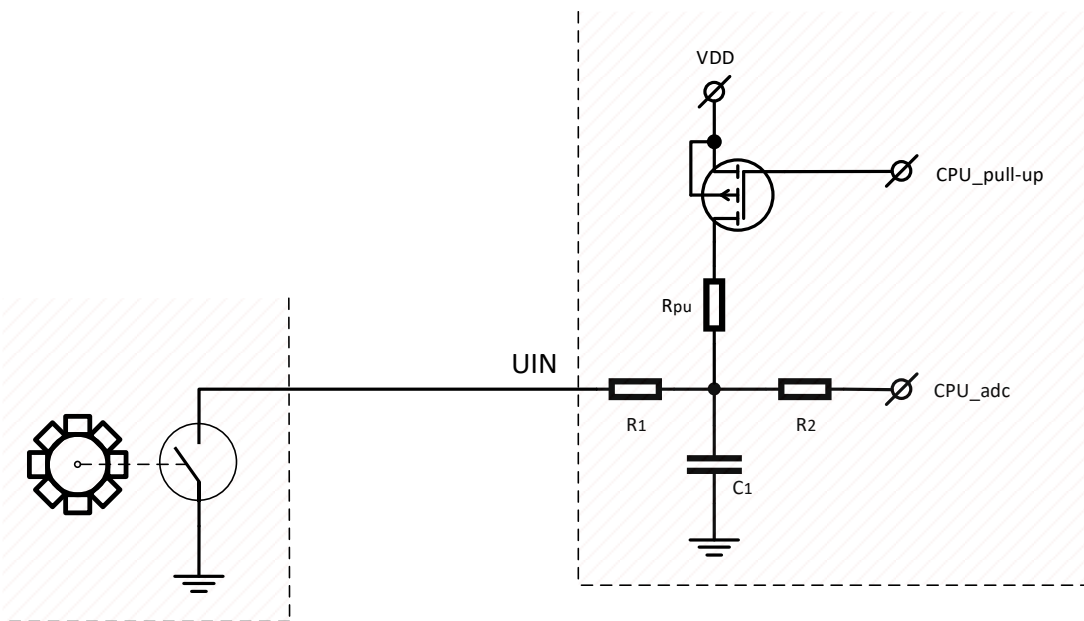 VDD
CPU_pull-up
Rpu
UIN
CPU_adc
R1
R2
C1